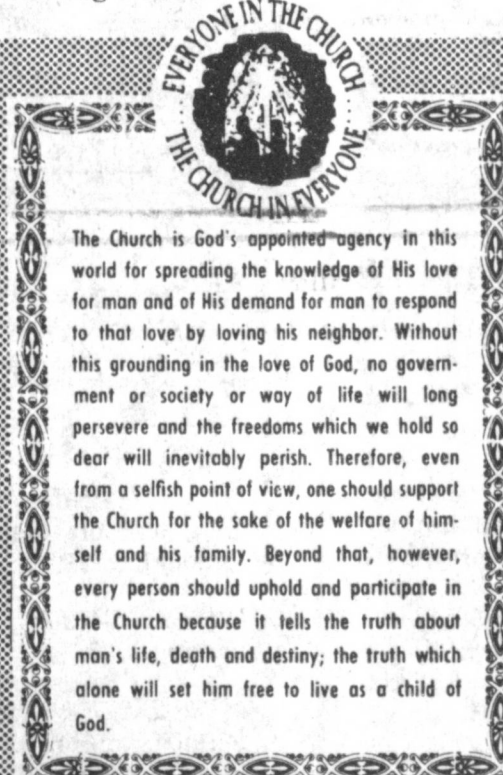 EVERYONE IN THE CHURCH
THE CHURCH IN EVERYONE
The Church is God's appointed agency in this
world for spreading the knowledge of His love
for man and of His demand for man to respond
to that love by loving his neighbor. Without
this grounding in the love of God, no govern-
ment or society or way of life will long
persevere and the freedoms which we hold so
dear will inevitably perish. Therefore, even
from a selfish point of view, one should support
the Church for the sake of the welfare of him-
self and his family. Beyond that, however,
every person should uphold and participate in
the Church because it tells the truth about
man's life, death and destiny; the truth which
alone will set him free to live as a child of
God.